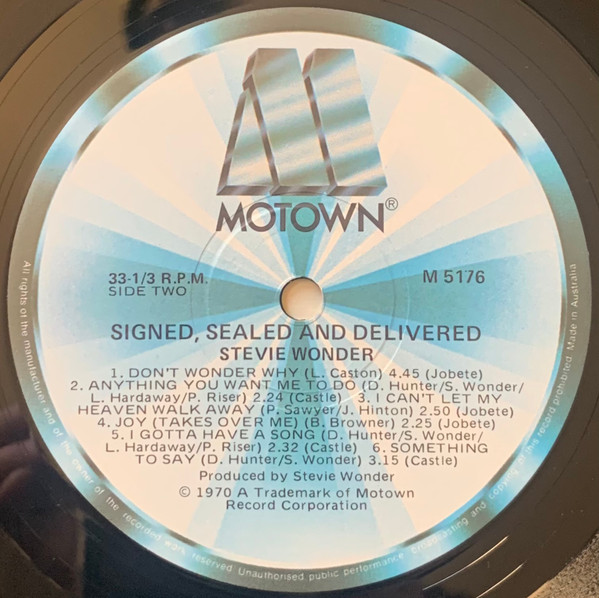 MOTOWN®
33-1/3 R.P.M.
SIDE TWO
M 5176
SIGNED, SEALED AND DELIVERED
STEVIE WONDER
1. DON'T WONDER WHY (L. Caston) 4.45 (Jobete)
2. ANYTHING YOU WANT ME TO DO (D. Hunter/S. Wonder/
L. Hardaway/P. Riser) 2.24 (Castle) 3. I CAN'T LET MY
HEAVEN WALK AWAY (P. Sawyer/J. Hinton) 2.50 (Jobete)
4. JOY (TAKES OVER ME) (B. Browner) 2.25 (Jobete)
5. I GOTTA HAVE A SONG (D. Hunter/S. Wonder/
L. Hardaway/P. Riser) 2.32 (Castle) 6. SOMETHING
TO SAY (D. Hunter/S. Wonder) 3.15 (Castle)
Produced by Stevie Wonder
© 1970 A Trademark of Motown
Record Corporation
All rights of the manufacturer and of the owner of the recorded work reserved Unauthorised public performance broadcasting and copying of this record prohibited Made in Australia